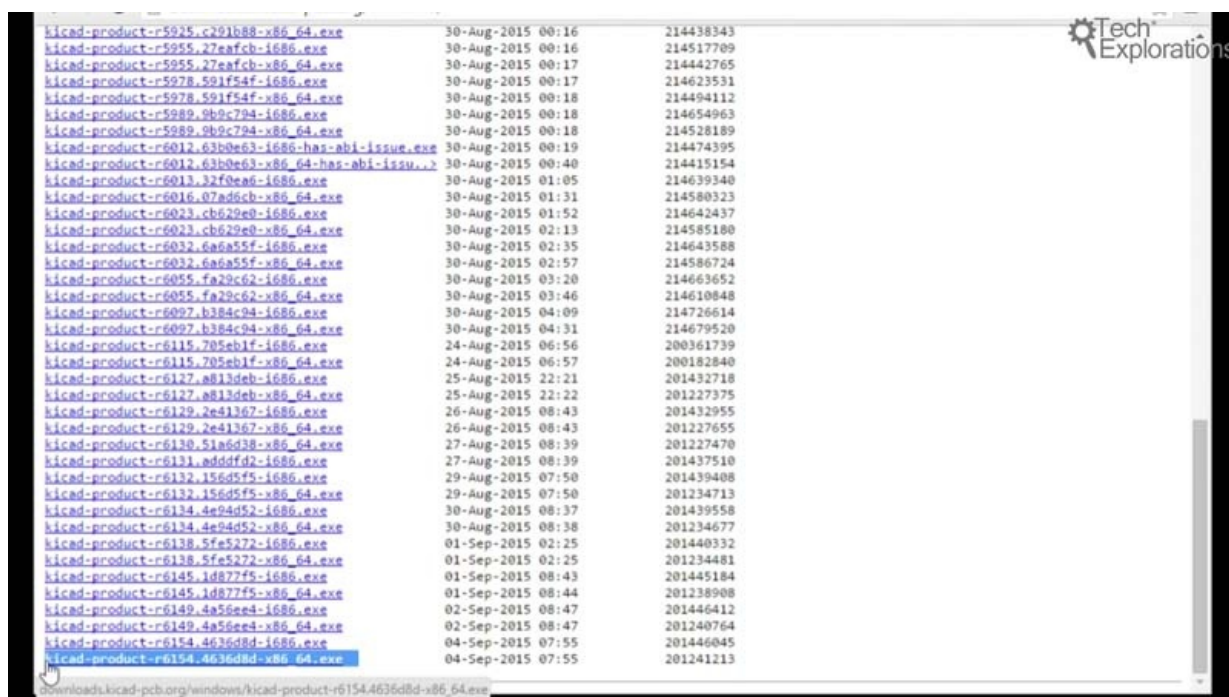 Tech
Explorations
kicad-product-r5925.c291b88-x86_64.exe 30-Aug-2015 00:16 214438343
kicad-product-r5955.27eafcb-i686.exe 30-Aug-2015 00:16 214517709
kicad-product-r5955.27eafcb-x86_64.exe 30-Aug-2015 00:17 214442765
kicad-product-r5978.591f54f-i686.exe 30-Aug-2015 00:17 214623531
kicad-product-r5978.591f54f-x86_64.exe 30-Aug-2015 00:18 214494112
kicad-product-r5989.9b9c794-i686.exe 30-Aug-2015 00:18 214654963
kicad-product-r5989.9b9c794-x86_64.exe 30-Aug-2015 00:18 214528189
kicad-product-r6012.63b0e63-i686-has-abi-issue.exe 30-Aug-2015 00:19 214474395
kicad-product-r6012.63b0e63-x86_64-has-abi-issu..> 30-Aug-2015 00:40 214415154
kicad-product-r6013.32f0ea6-i686.exe 30-Aug-2015 01:05 214639340
kicad-product-r6016.07ad6cb-x86_64.exe 30-Aug-2015 01:31 214580323
kicad-product-r6023.cb629e0-i686.exe 30-Aug-2015 01:52 214642437
kicad-product-r6023.cb629e0-x86_64.exe 30-Aug-2015 02:13 214585180
kicad-product-r6032.6a6a55f-i686.exe 30-Aug-2015 02:35 214643588
kicad-product-r6032.6a6a55f-x86_64.exe 30-Aug-2015 02:57 214586724
kicad-product-r6055.fa29c62-i686.exe 30-Aug-2015 03:20 214663652
kicad-product-r6055.fa29c62-x86_64.exe 30-Aug-2015 03:46 214610848
kicad-product-r6097.b384c94-i686.exe 30-Aug-2015 04:09 214726614
kicad-product-r6097.b384c94-x86_64.exe 30-Aug-2015 04:31 214679520
kicad-product-r6115.705eb1f-i686.exe 24-Aug-2015 06:56 200361739
kicad-product-r6115.705eb1f-x86_64.exe 24-Aug-2015 06:57 200182840
kicad-product-r6127.a813deb-i686.exe 25-Aug-2015 22:21 201432718
kicad-product-r6127.a813deb-x86_64.exe 25-Aug-2015 22:22 201227375
kicad-product-r6129.2e41367-i686.exe 26-Aug-2015 08:43 201432955
kicad-product-r6129.2e41367-x86_64.exe 26-Aug-2015 08:43 201227655
kicad-product-r6130.51a6d38-x86_64.exe 27-Aug-2015 08:39 201227470
kicad-product-r6131.adddfd2-i686.exe 27-Aug-2015 08:39 201437510
kicad-product-r6132.156d5f5-i686.exe 29-Aug-2015 07:50 201439408
kicad-product-r6132.156d5f5-x86_64.exe 29-Aug-2015 07:50 201234713
kicad-product-r6134.4e94d52-i686.exe 30-Aug-2015 08:37 201439558
kicad-product-r6134.4e94d52-x86_64.exe 30-Aug-2015 08:38 201234677
kicad-product-r6138.5fe5272-i686.exe 01-Sep-2015 02:25 201440332
kicad-product-r6138.5fe5272-x86_64.exe 01-Sep-2015 02:25 201234481
kicad-product-r6145.1d877f5-i686.exe 01-Sep-2015 08:43 201445184
kicad-product-r6145.1d877f5-x86_64.exe 01-Sep-2015 08:44 201238908
kicad-product-r6149.4a56ee4-i686.exe 02-Sep-2015 08:47 201446412
kicad-product-r6149.4a56ee4-x86_64.exe 02-Sep-2015 08:47 201240764
kicad-product-r6154.4636d8d-i686.exe 04-Sep-2015 07:55 201446045
kicad-product-r6154.4636d8d-x86_64.exe 04-Sep-2015 07:55 201241213
downloads.kicad-pcb.org/windows/kicad-product-r6154.4636d8d-x86_64.exe